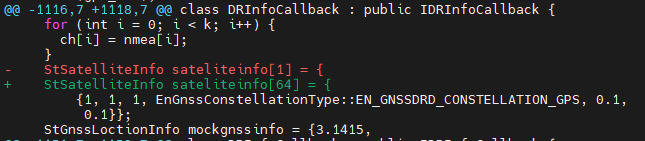 @@ -1116,7 +1118,7 @@ class DRInfoCallback : public IDRInfoCallback {
for (int i = 0; i < k; i++) {
ch[i] = nmea[i];
}
- StSatelliteInfo sateliteinfo[1] = {
+ StSatelliteInfo sateliteinfo[64] = {
{1, 1, 1, EnGnssConstellationType::EN_GNSSDRD_CONSTELLATION_GPS, 0.1,
0.1}};
StGnssLoctionInfo mockgnssinfo = {3.1415,